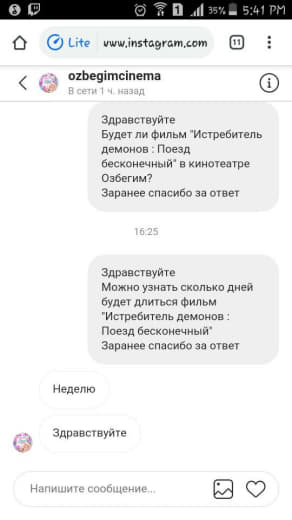 35% 5:41 PM
Lite www.instagram.com 11
ozbegimcinema
В сети 1 ч. назад
Здравствуйте
Будет ли фильм "Истребитель
демонов : Поезд
бесконечный" в кинотеатре
Озбегим?
Заранее спасибо за ответ
16:25
Здравствуйте
Можно узнать сколько дней
будет длиться фильм
"Истребитель демонов :
Поезд бесконечный"
Заранее спасибо за ответ
Неделю
Здравствуйте
Напишите сообщение...